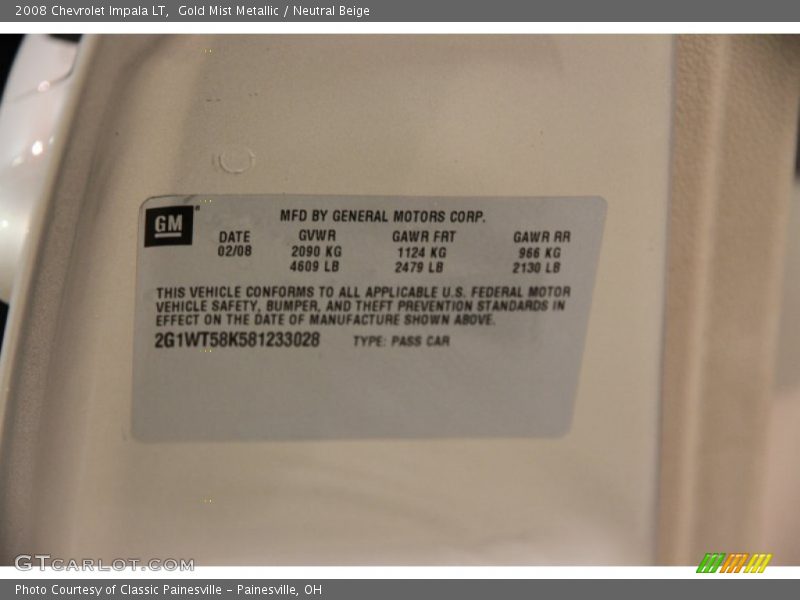 2008 Chevrolet Impala LT,  Gold Mist Metallic / Neutral Beige
GM
MFD BY GENERAL MOTORS CORP.
DATE GVWR GAWR FRT GAWR RR
02/08 2090 KG 1124 KG 966 KG
4609 LB 2479 LB 2130 LB
THIS VEHICLE CONFORMS TO ALL APPLICABLE U.S. FEDERAL MOTOR
VEHICLE SAFETY, BUMPER, AND THEFT PREVENTION STANDARDS IN
EFFECT ON THE DATE OF MANUFACTURE SHOWN ABOVE.
2G1WT58K581233028 TYPE: PASS CAR
GTCARLOT.COM
Photo Courtesy of Classic Painesville - Painesville, OH